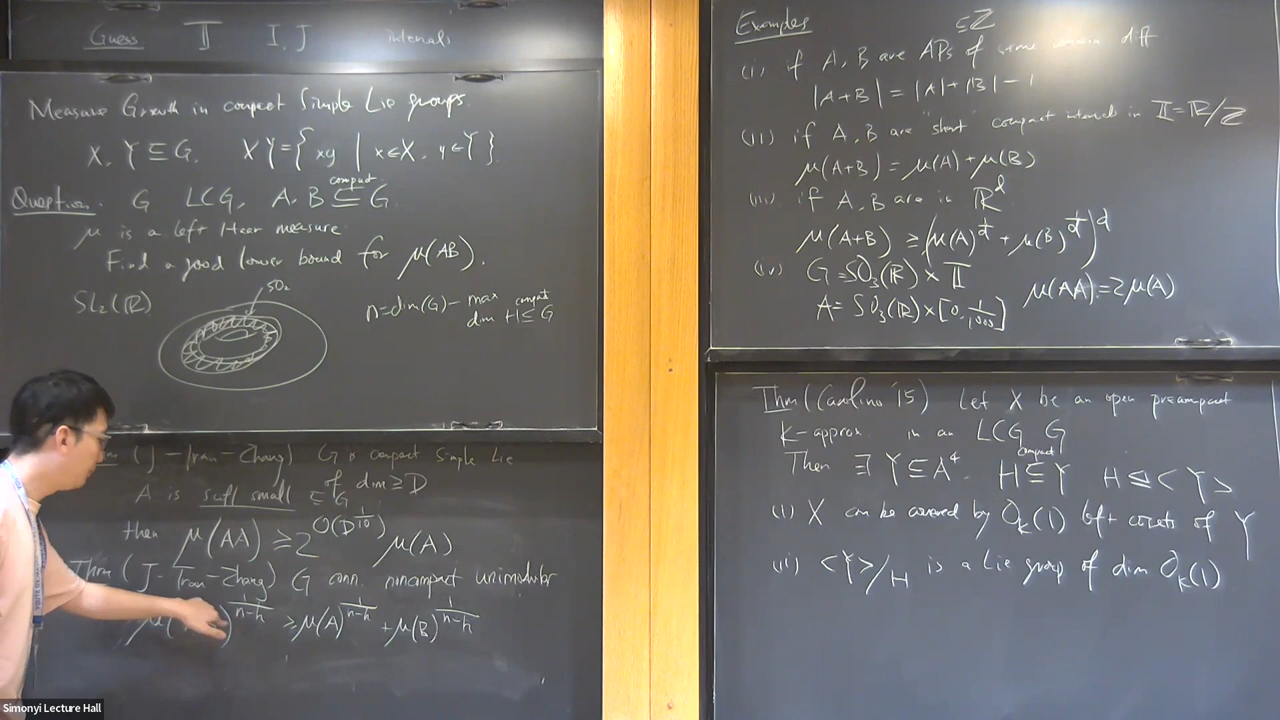 Guess 𝕋 I, J intervals
Measure Growth in compact Simple Lie groups.
X, Y ⊆ G. XY = { xy | x ∈ X, y ∈ Y }.
Question. G LCG, A, B ⊆ G. compact
μ is a left Haar measure
Find a good lower bound for μ(AB).
SL₂(ℝ) SO₂ n = dim(G) - max dim H ≤ G compact
(J-Tran-Zhang) G is compact simple Lie
of dim ≥ D
A is suff small ⊆ G
then μ(AA) ≥ 2^{O(D^{1/10})} μ(A)
Thm (J-Tran-Zhang) G conn. noncompact unimodular
μ( )^{1/(n-h)} ≥ μ(A)^{1/(n-h)} + μ(B)^{1/(n-h)}
Examples ⊆ ℤ
(i) if A, B are APs of same diff
|A+B| = |A|+|B| - 1
(ii) if A, B are "short" compact interval in 𝕋 = ℝ/ℤ
μ(A+B) = μ(A) + μ(B)
(iii) if A, B are in ℝ^d
μ(A+B) ≥ (μ(A)^{1/d} + μ(B)^{1/d})^d
(iv) G = SO₃(ℝ) × 𝕋
A = SO₃(ℝ) × [0, 1/1000] μ(AA) = 2μ(A)
Thm (Carolino '15) Let X be an open precompact
K-approx. in an LCG G
Then ∃ Y ⊆ A⁴. H ⊆ Y compact H ⊴ < Y >
(i) X can be covered by O_K(1) left cosets of Y
(ii) <Y>/H is a Lie group of dim O_K(1)
Simonyi Lecture Hall